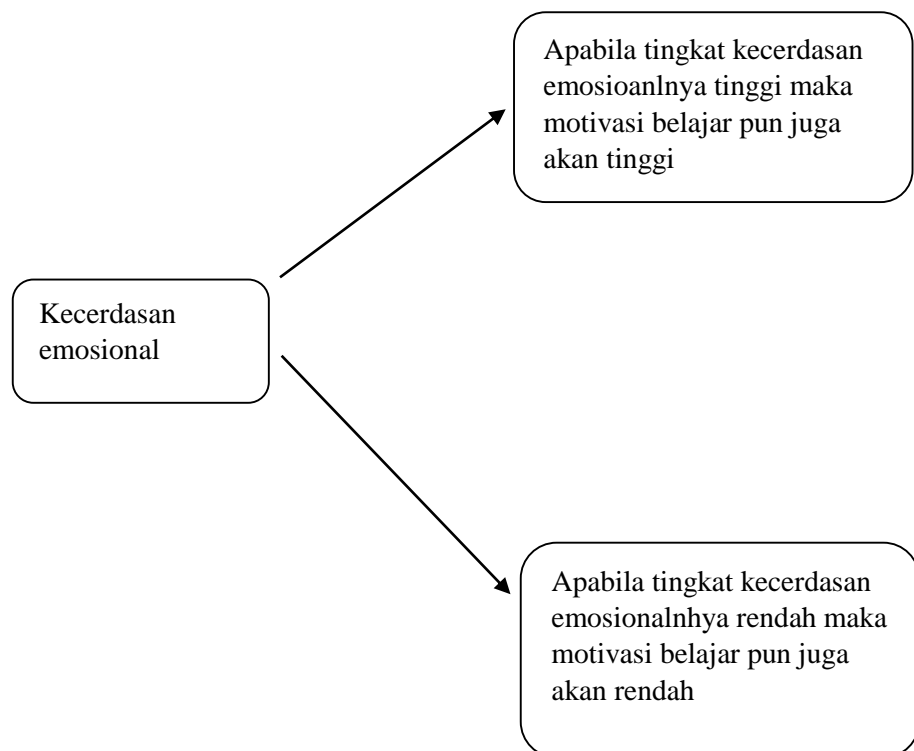 Apabila tingkat kecerdasan
emosioanlnya tinggi maka
motivasi belajar pun juga
akan tinggi
Kecerdasan
emosional
Apabila tingkat kecerdasan
emosionalnhya rendah maka
motivasi belajar pun juga
akan rendah